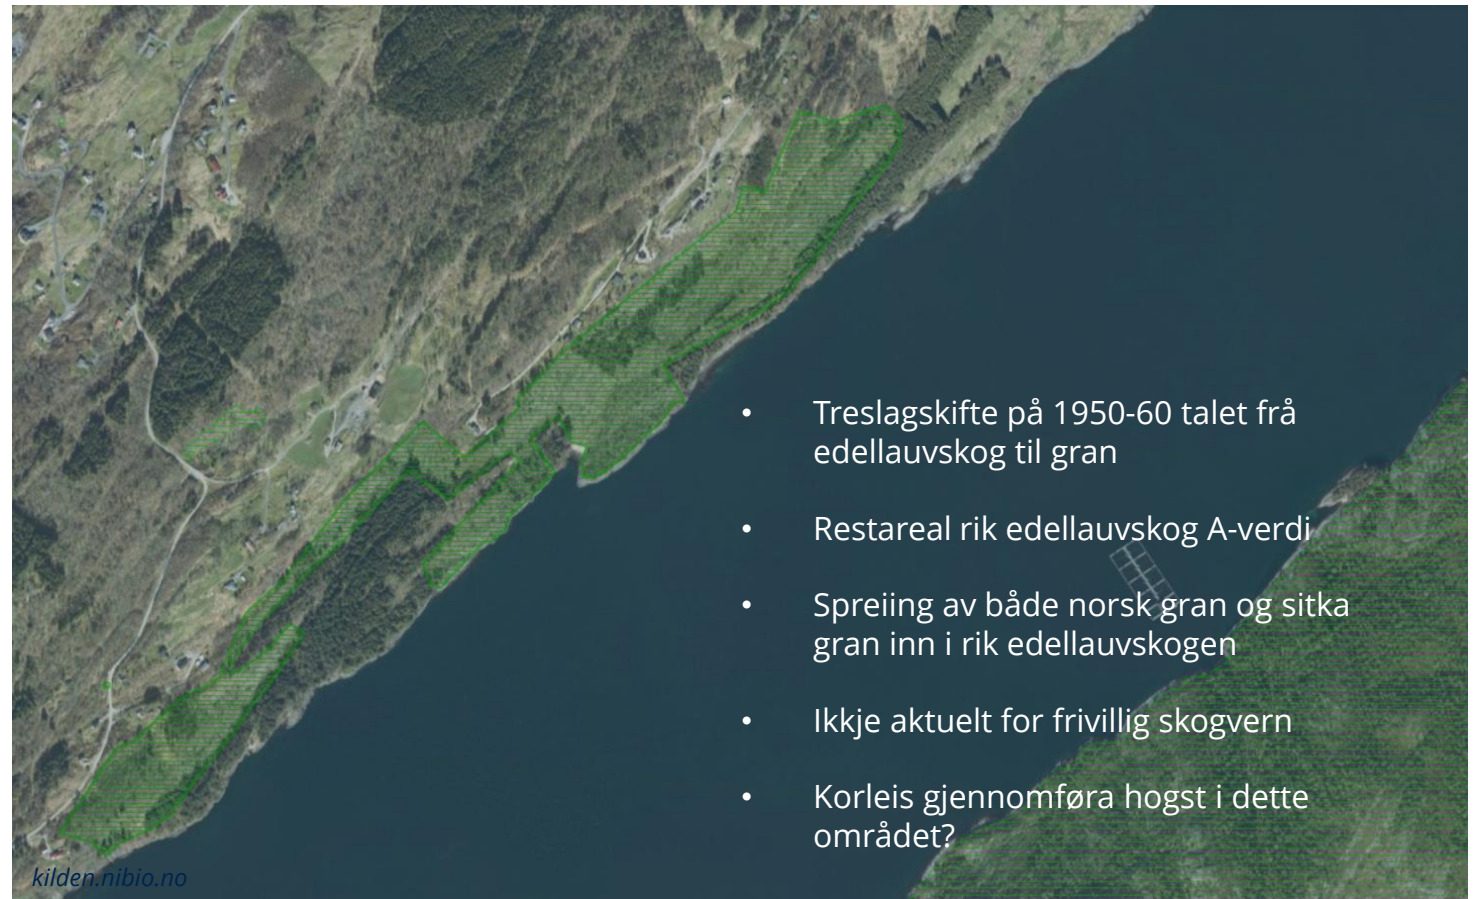 • Treslagskifte på 1950-60 talet frå
edellauvskog til gran
• Restareal rik edellauvskog A-verdi
• Spreiing av både norsk gran og sitka
gran inn i rik edellauvskogen
• Ikkje aktuelt for frivillig skogvern
• Korleis gjennomføra hogst i dette
området?
kilden.nibio.no